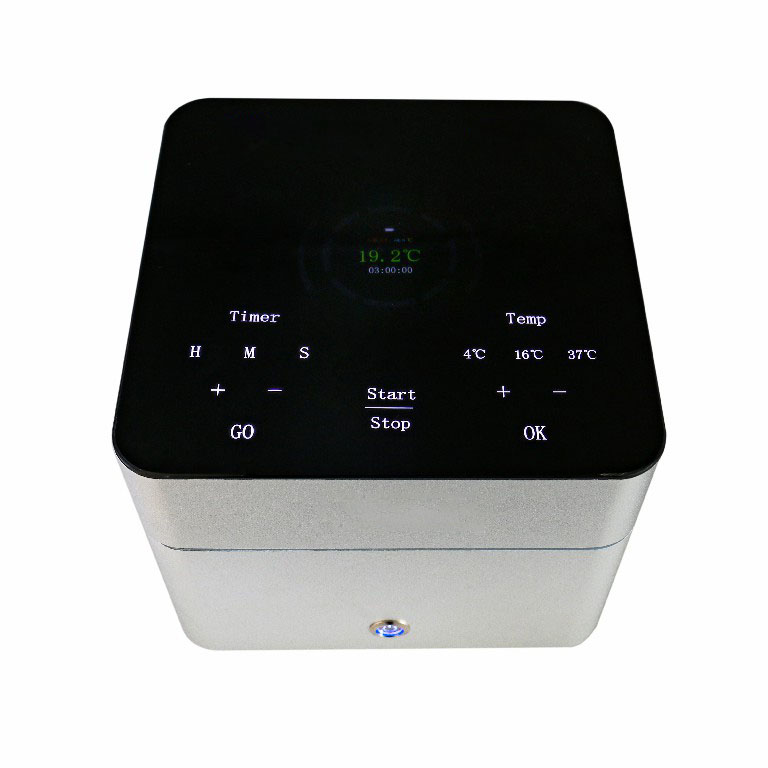 19.2℃
03:00:00
Timer
Temp
H M S
4℃ 16℃ 37℃
+ −
+ −
Start
Stop
GO
OK